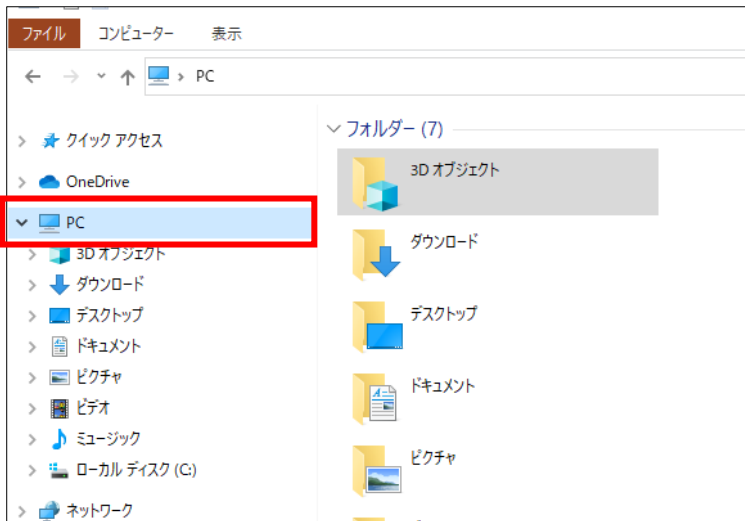 ファイル コンピューター 表示
PC
クイック アクセス
OneDrive
PC
3D オブジェクト
ダウンロード
デスクトップ
ドキュメント
ピクチャ
ビデオ
ミュージック
ローカル ディスク (C:)
ネットワーク
フォルダー (7)
3D オブジェクト
ダウンロード
デスクトップ
ドキュメント
ピクチャ